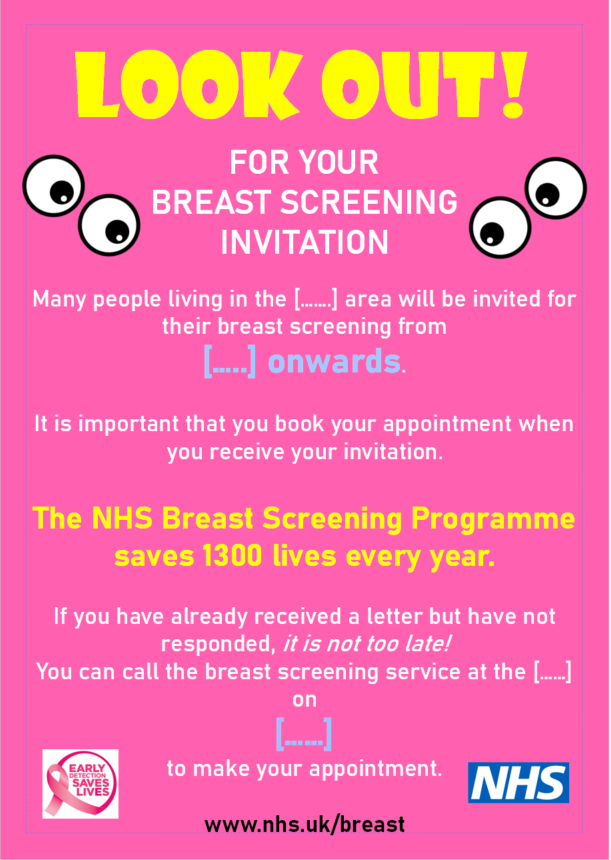 LOOK OUT!
FOR YOUR
BREAST SCREENING
INVITATION
Many people living in the [.......] area will be invited for
their breast screening from
[.....] onwards.
It is important that you book your appointment when
you receive your invitation.
The NHS Breast Screening Programme
saves 1300 lives every year.
If you have already received a letter but have not
responded, it is not too late!
You can call the breast screening service at the [......]
on
[......]
to make your appointment.
EARLY
DETECTION
SAVES
LIVES
NHS
www.nhs.uk/breast